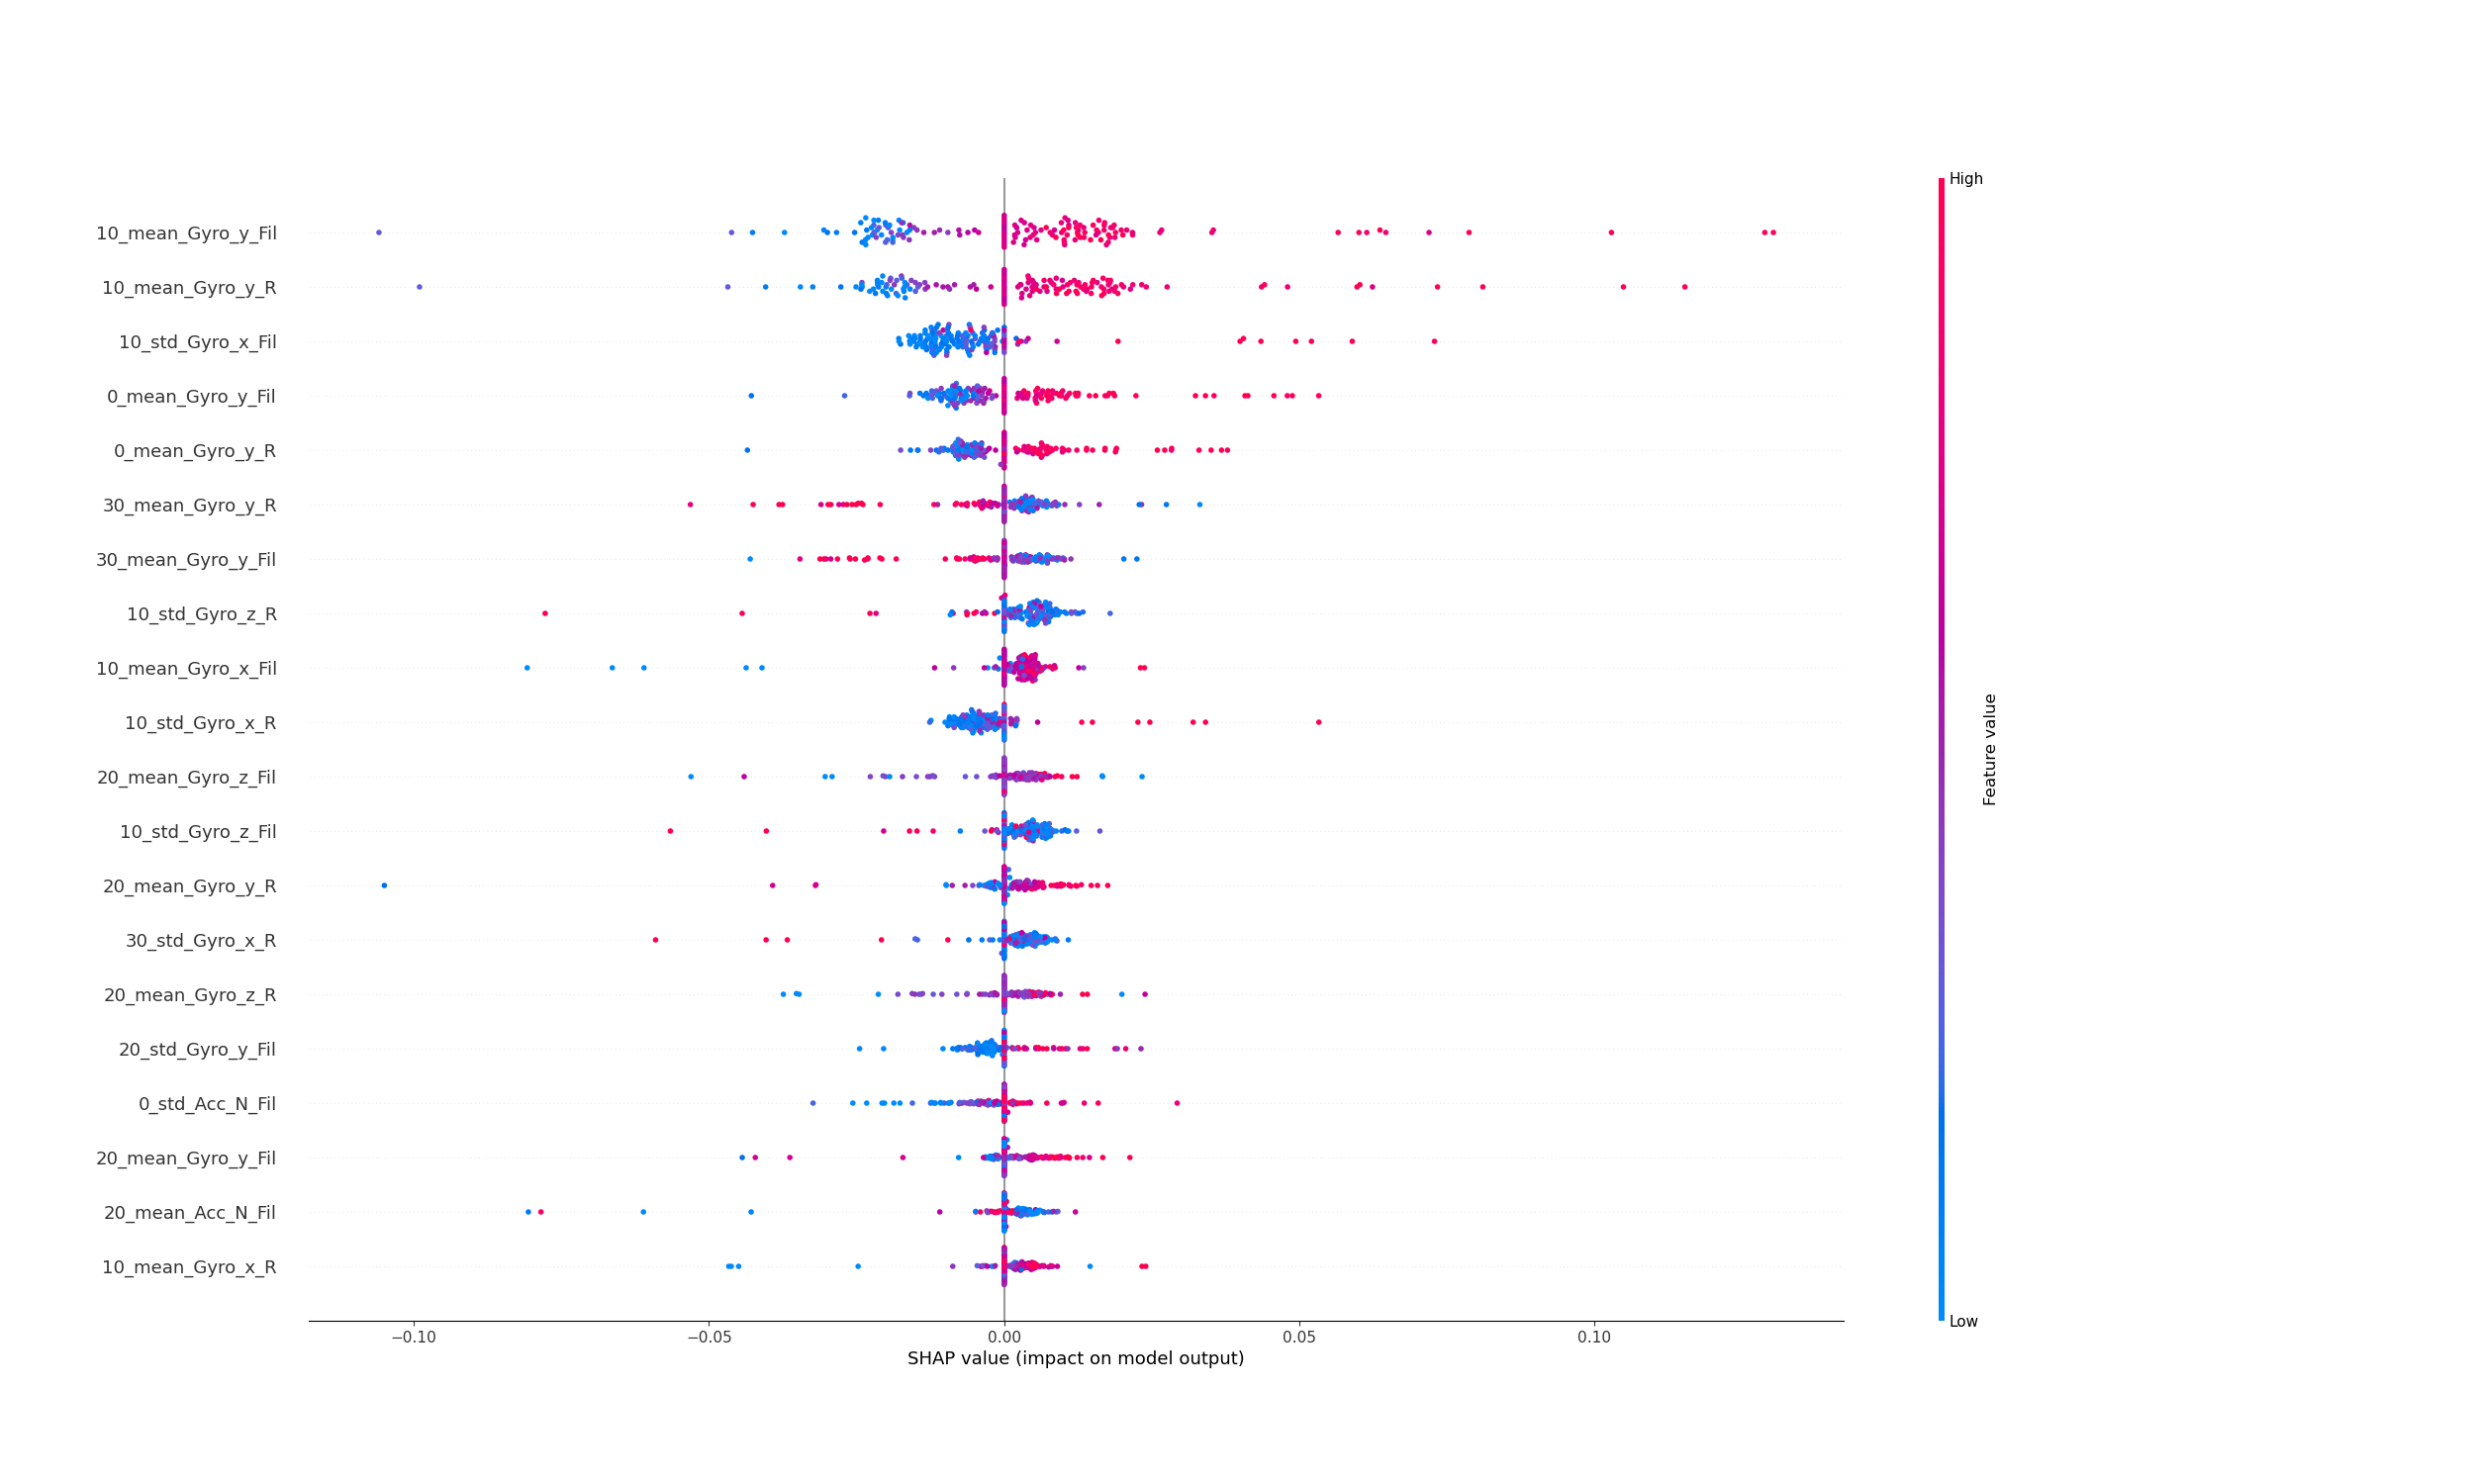 High
10_mean_Gyro_y_Fil
10_mean_Gyro_y_R
10_std_Gyro_x_Fil
0_mean_Gyro_y_Fil
0_mean_Gyro_y_R
30_mean_Gyro_y_R
30_mean_Gyro_y_Fil
10_std_Gyro_z_R
10_mean_Gyro_x_Fil
10_std_Gyro_x_R
20_mean_Gyro_z_Fil
10_std_Gyro_z_Fil
20_mean_Gyro_y_R
30_std_Gyro_x_R
20_mean_Gyro_z_R
20_std_Gyro_y_Fil
0_std_Acc_N_Fil
20_mean_Gyro_y_Fil
20_mean_Acc_N_Fil
10_mean_Gyro_x_R
Feature value
Low
−0.10 −0.05 0.00 0.05 0.10
SHAP value (impact on model output)